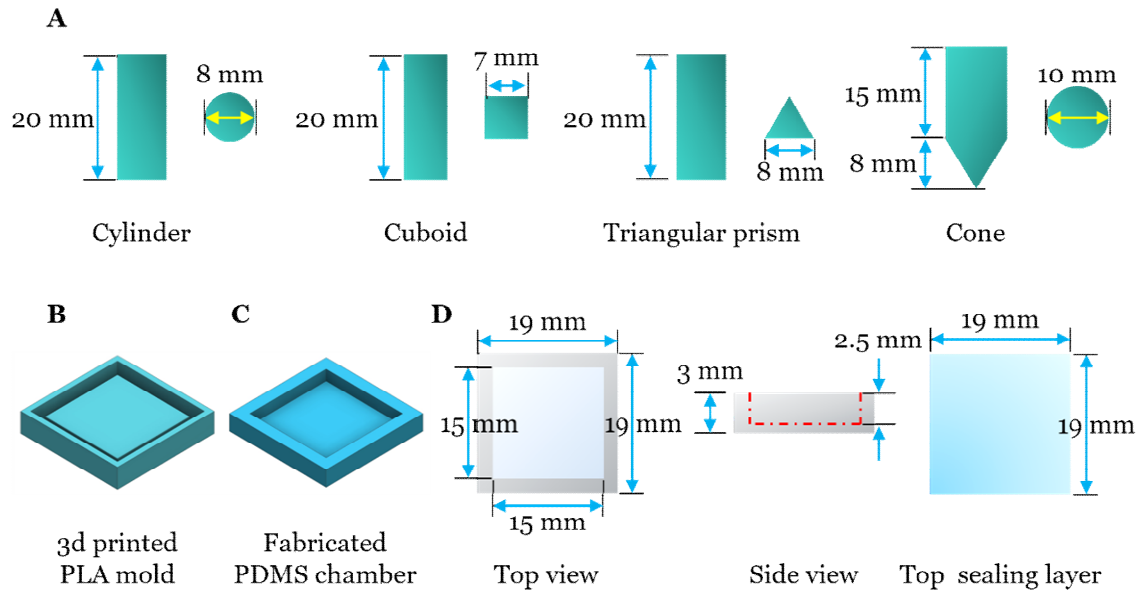 A
20 mm
8 mm
Cylinder
20 mm
7 mm
Cuboid
20 mm
8 mm
Triangular prism
15 mm
8 mm
10 mm
Cone
B
3d printed
PLA mold
C
Fabricated
PDMS chamber
D
19 mm
15 mm
19 mm
15 mm
Top view
3 mm
2.5 mm
Side view
19 mm
19 mm
Top sealing layer